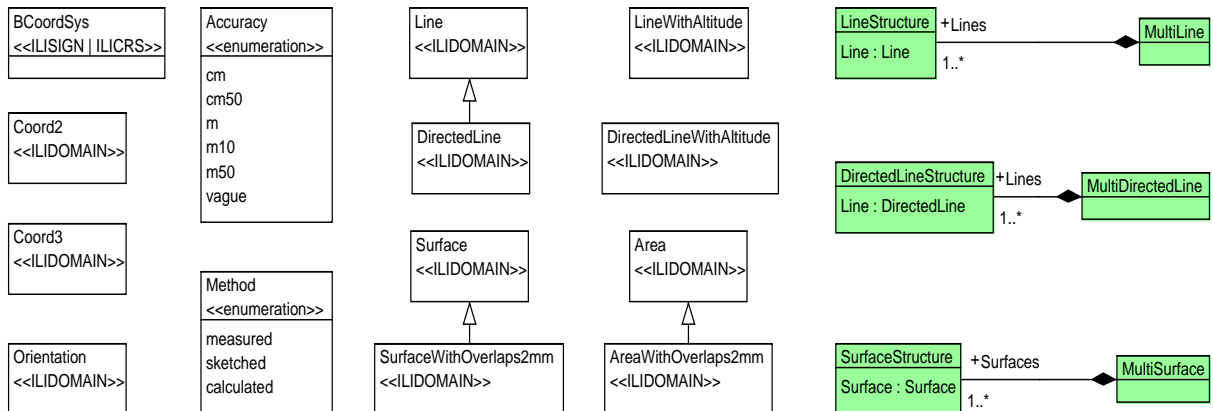 BCoordSys
<<ILISIGN | ILICRS>>
Coord2
<<ILIDOMAIN>>
Coord3
<<ILIDOMAIN>>
Orientation
<<ILIDOMAIN>>
Accuracy
<<enumeration>>
cm
cm50
m
m10
m50
vague
Method
<<enumeration>>
measured
sketched
calculated
Line
<<ILIDOMAIN>>
DirectedLine
<<ILIDOMAIN>>
Surface
<<ILIDOMAIN>>
SurfaceWithOverlaps2mm
<<ILIDOMAIN>>
LineWithAltitude
<<ILIDOMAIN>>
DirectedLineWithAltitude
<<ILIDOMAIN>>
Area
<<ILIDOMAIN>>
AreaWithOverlaps2mm
<<ILIDOMAIN>>
LineStructure
Line : Line
+Lines
1..*
MultiLine
DirectedLineStructure
Line : DirectedLine
+Lines
1..*
MultiDirectedLine
SurfaceStructure
Surface : Surface
+Surfaces
1..*
MultiSurface